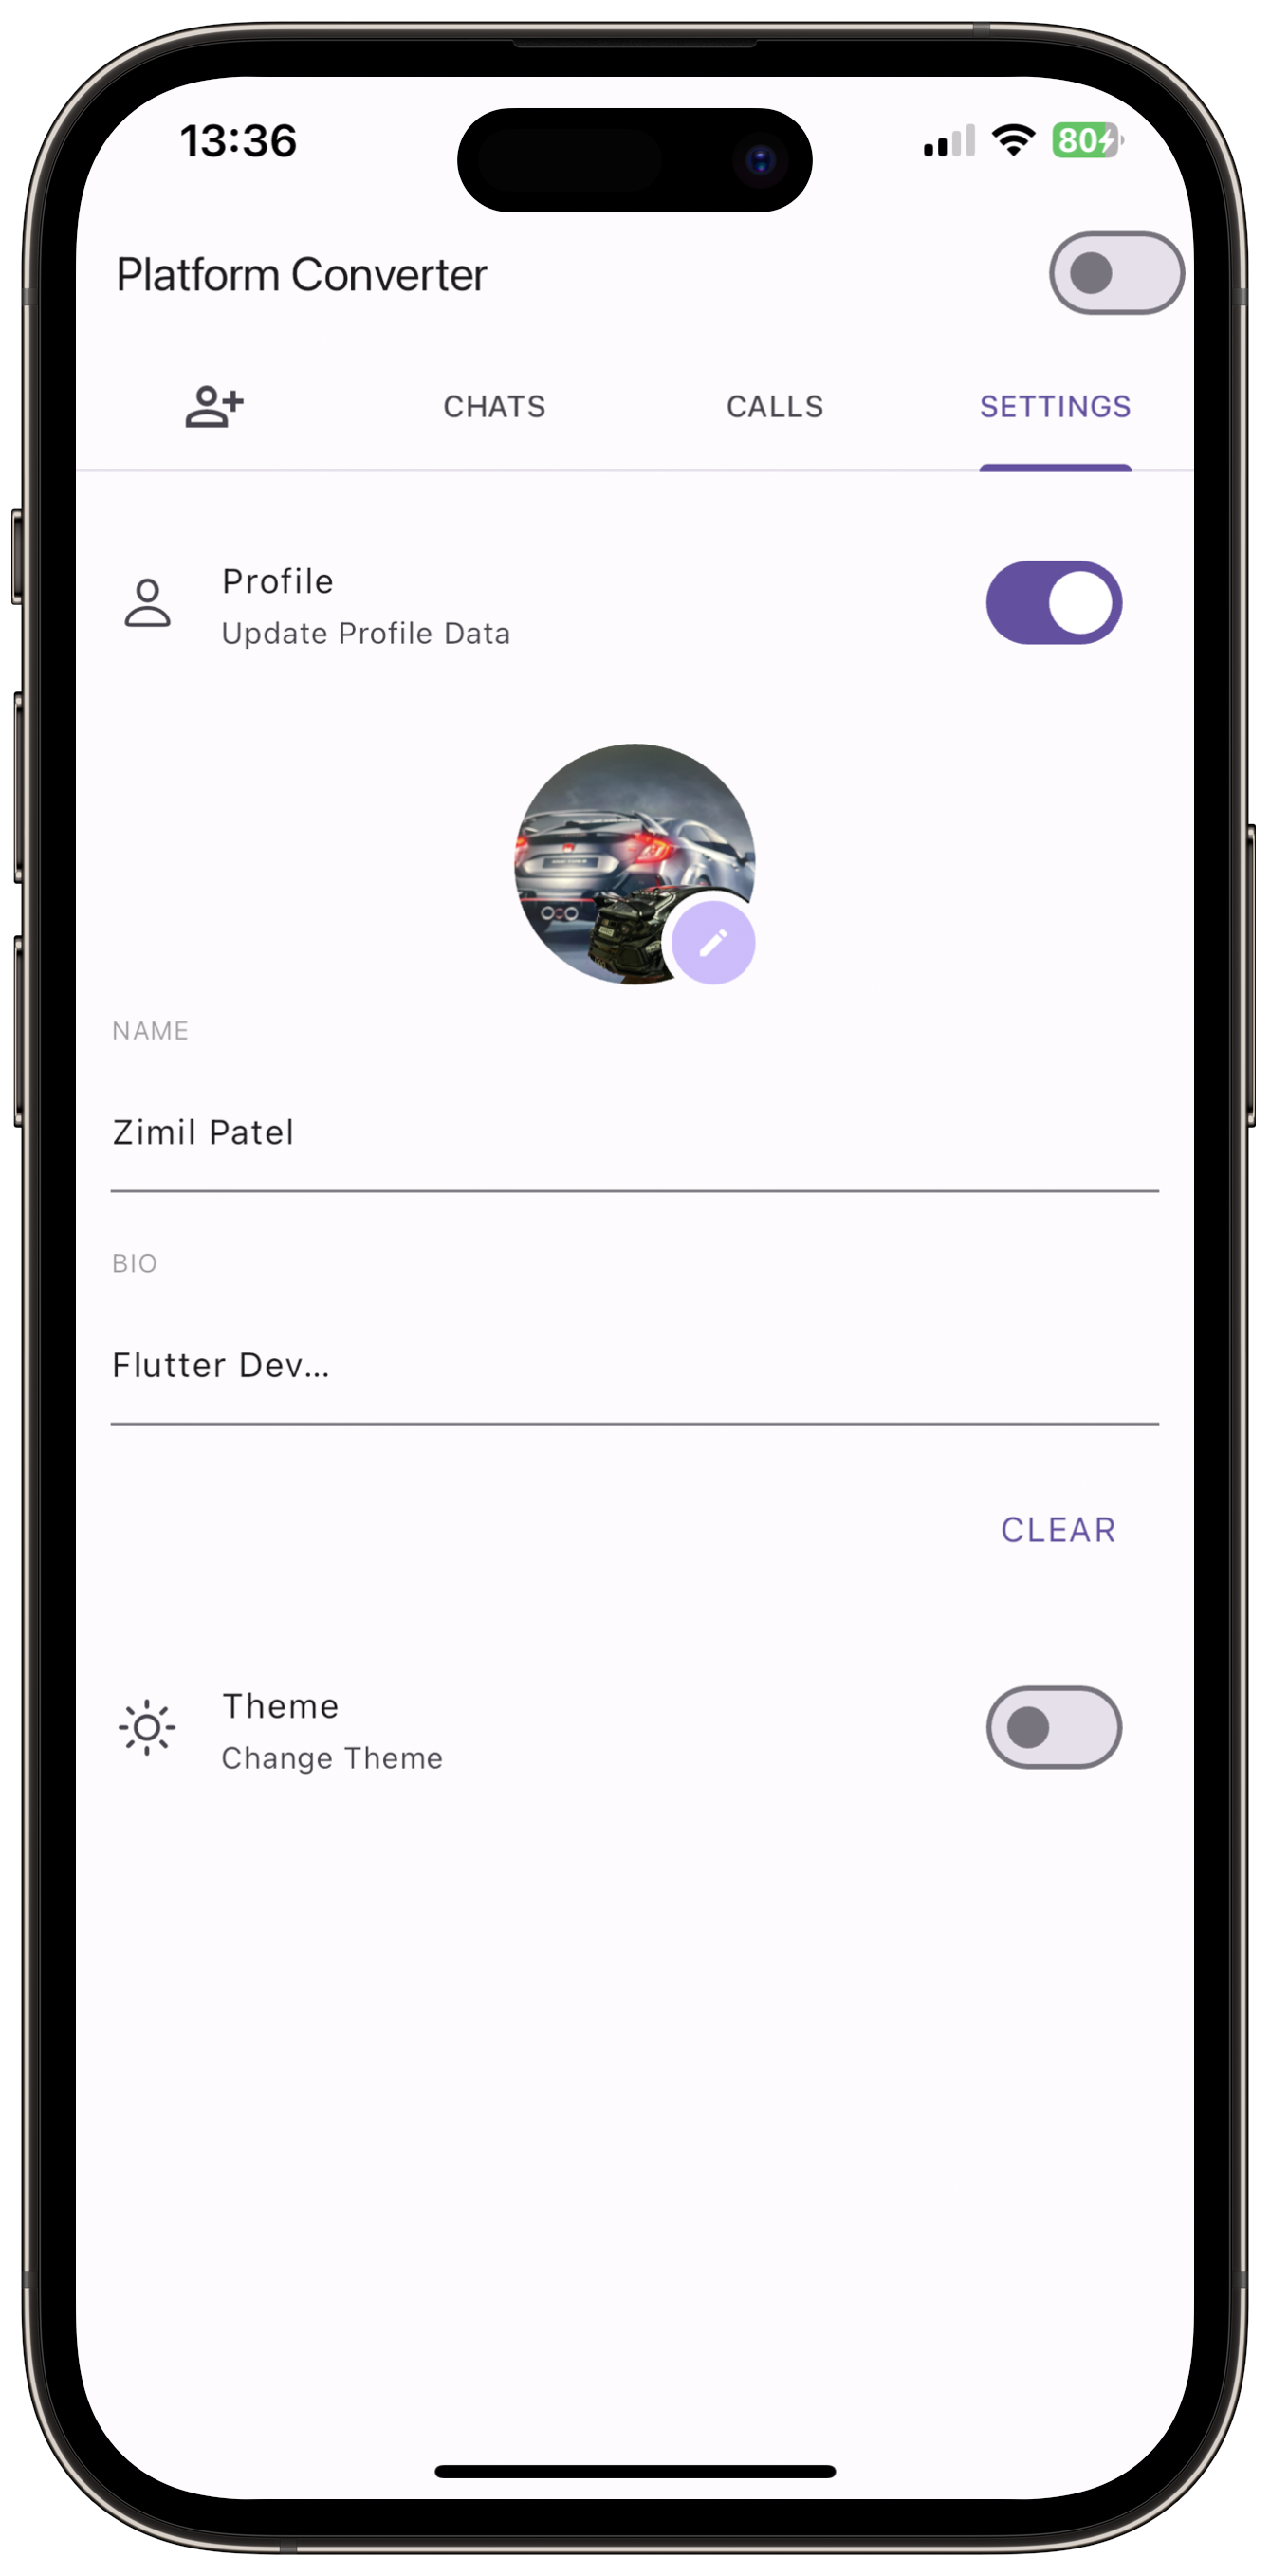 13:36
80
Platform Converter
CHATS
CALLS
SETTINGS
Profile
Update Profile Data
NAME
Zimil Patel
BIO
Flutter Dev...
CLEAR
Theme
Change Theme